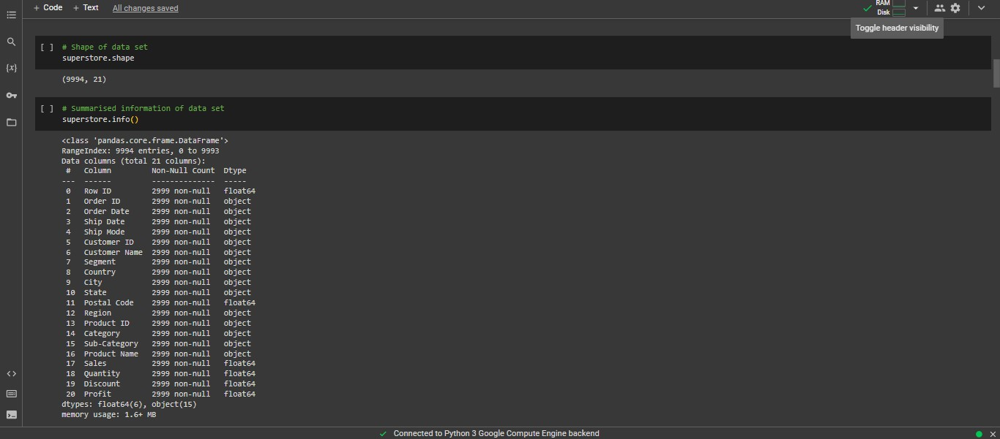 + Code + Text All changes saved
RAM
Disk
Toggle header visibility
{x}
[ ] # Shape of data set
superstore.shape
(9994, 21)
[ ] # Summarised information of data set
superstore.info()
<class 'pandas.core.frame.DataFrame'>
RangeIndex: 9994 entries, 0 to 9993
Data columns (total 21 columns):
# Column Non-Null Count Dtype
--- ------ -------------- -----
0 Row ID 2999 non-null float64
1 Order ID 2999 non-null object
2 Order Date 2999 non-null object
3 Ship Date 2999 non-null object
4 Ship Mode 2999 non-null object
5 Customer ID 2999 non-null object
6 Customer Name 2999 non-null object
7 Segment 2999 non-null object
8 Country 2999 non-null object
9 City 2999 non-null object
10 State 2999 non-null object
11 Postal Code 2999 non-null float64
12 Region 2999 non-null object
13 Product ID 2999 non-null object
14 Category 2999 non-null object
15 Sub-Category 2999 non-null object
16 Product Name 2999 non-null object
17 Sales 2999 non-null float64
18 Quantity 2999 non-null float64
19 Discount 2999 non-null float64
20 Profit 2999 non-null float64
dtypes: float64(6), object(15)
memory usage: 1.6+ MB
Connected to Python 3 Google Compute Engine backend